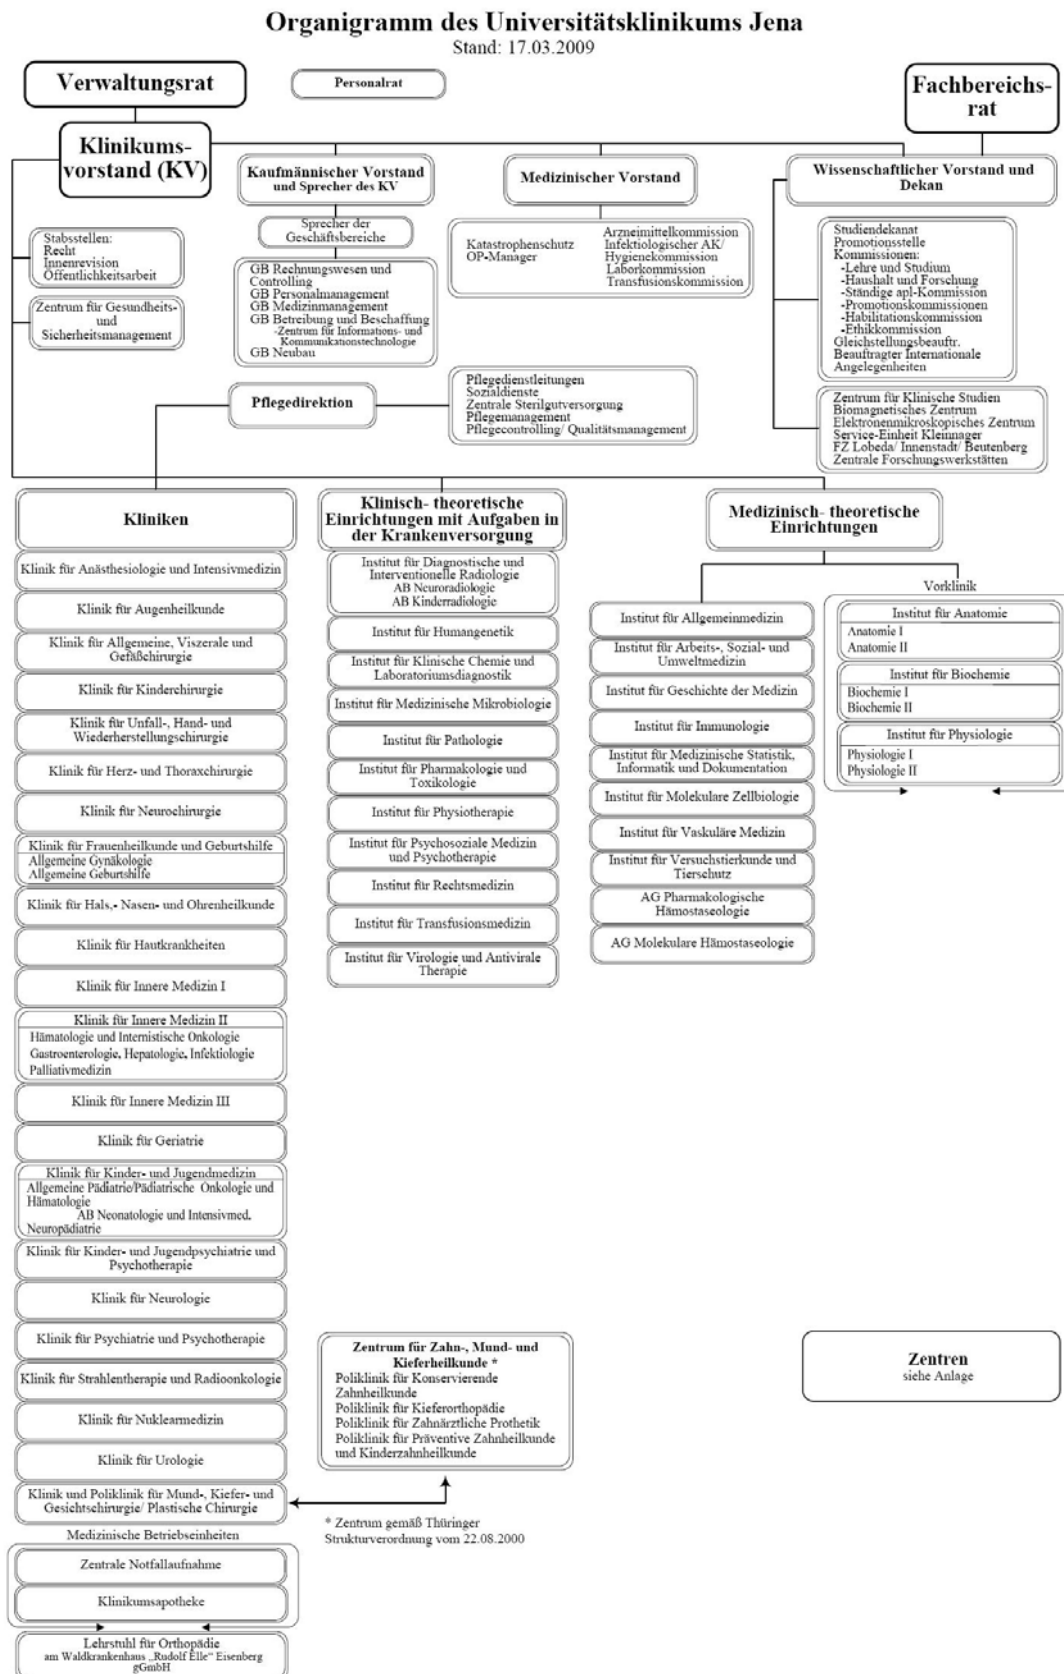 Organigramm des Universitätsklinikums Jena
Stand: 17.03.2009
Verwaltungsrat
Personalrat
Fachbereichs-
rat
Klinikums-
vorstand (KV)
Kaufmännischer Vorstand
und Sprecher des KV
Medizinischer Vorstand
Wissenschaftlicher Vorstand und
Dekan
Stabsstellen:
Recht
Innenrevision
Öffentlichkeitsarbeit
Zentrum für Gesundheits-
und
Sicherheitsmanagement
Sprecher der
Geschäftsbereiche
GB Rechnungswesen und
Controlling
GB Personalmanagement
GB Medizinmanagement
GB Betreibung und Beschaffung
-Zentrum für Informations- und
Kommunikationstechnologie
GB Neubau
Katastrophenschutz
OP-Manager
Arzneimittelkommission
Infektiologischer AK/
Hygienekommission
Laborkommission
Transfusionskommission
Studiendekanat
Promotionsstelle
Kommissionen:
-Lehre und Studium
-Haushalt und Forschung
-Ständige apl-Kommission
-Promotionskommissionen
-Habilitationskommission
-Ethikkommission
Gleichstellungsbeauftr.
Beauftragter Internationale
Angelegenheiten
Zentrum für Klinische Studien
Biomagnetisches Zentrum
Elektronenmikroskopisches Zentrum
Service-Einheit Kleinnager
FZ Lobeda/ Innenstadt/ Beutenberg
Zentrale Forschungswerkstätten
Pflegedirektion
Pflegedienstleitungen
Sozialdienste
Zentrale Sterilgutversorgung
Pflegemanagement
Pflegecontrolling/ Qualitätsmanagement
Kliniken
Klinik für Anästhesiologie und Intensivmedizin
Klinik für Augenheilkunde
Klinik für Allgemeine, Viszerale und
Gefäßchirurgie
Klinik für Kinderchirurgie
Klinik für Unfall-, Hand- und
Wiederherstellungschirurgie
Klinik für Herz- und Thoraxchirurgie
Klinik für Neurochirurgie
Klinik für Frauenheilkunde und Geburtshilfe
Allgemeine Gynäkologie
Allgemeine Geburtshilfe
Klinik für Hals,- Nasen- und Ohrenheilkunde
Klinik für Hautkrankheiten
Klinik für Innere Medizin I
Klinik für Innere Medizin II
Hämatologie und Internistische Onkologie
Gastroenterologie, Hepatologie, Infektiologie
Palliativmedizin
Klinik für Innere Medizin III
Klinik für Geriatrie
Klinik für Kinder- und Jugendmedizin
Allgemeine Pädiatrie/Pädiatrische Onkologie und
Hämatologie
AB Neonatologie und Intensivmed.
Neuropädiatrie
Klinik für Kinder- und Jugendpsychiatrie und
Psychotherapie
Klinik für Neurologie
Klinik für Psychiatrie und Psychotherapie
Klinik für Strahlentherapie und Radioonkologie
Klinik für Nuklearmedizin
Klinik für Urologie
Klinik und Poliklinik für Mund-, Kiefer- und
Gesichtschirurgie/ Plastische Chirurgie
Medizinische Betriebseinheiten
Zentrale Notfallaufnahme
Klinikumsapotheke
Lehrstuhl für Orthopädie
am Waldkrankenhaus „Rudolf Elle“ Eisenberg
gGmbH
Klinisch- theoretische
Einrichtungen mit Aufgaben in
der Krankenversorgung
Institut für Diagnostische und
Interventionelle Radiologie
AB Neuroradiologie
AB Kinderradiologie
Institut für Humangenetik
Institut für Klinische Chemie und
Laboratoriumsdiagnostik
Institut für Medizinische Mikrobiologie
Institut für Pathologie
Institut für Pharmakologie und
Toxikologie
Institut für Physiotherapie
Institut für Psychosoziale Medizin
und Psychotherapie
Institut für Rechtsmedizin
Institut für Transfusionsmedizin
Institut für Virologie und Antivirale
Therapie
Medizinisch- theoretische
Einrichtungen
Institut für Allgemeinmedizin
Institut für Arbeits-, Sozial- und
Umweltmedizin
Institut für Geschichte der Medizin
Institut für Immunologie
Institut für Medizinische Statistik,
Informatik und Dokumentation
Institut für Molekulare Zellbiologie
Institut für Vaskuläre Medizin
Institut für Versuchstierkunde und
Tierschutz
AG Pharmakologische
Hämostaseologie
AG Molekulare Hämostaseologie
Vorklinik
Institut für Anatomie
Anatomie I
Anatomie II
Institut für Biochemie
Biochemie I
Biochemie II
Institut für Physiologie
Physiologie I
Physiologie II
Zentrum für Zahn-, Mund- und
Kieferheilkunde *
Poliklinik für Konservierende
Zahnheilkunde
Poliklinik für Kieferorthopädie
Poliklinik für Zahnärztliche Prothetik
Poliklinik für Präventive Zahnheilkunde
und Kinderzahnheilkunde
* Zentrum gemäß Thüringer
Strukturverordnung vom 22.08.2000
Zentren
siehe Anlage